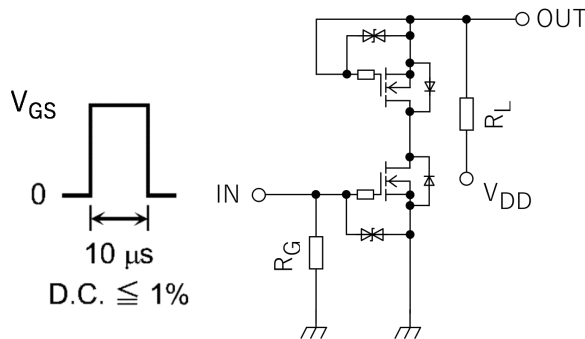 OUT
VGS
RL
0
IN
VDD
RG
10 μs
D.C. ≦ 1%